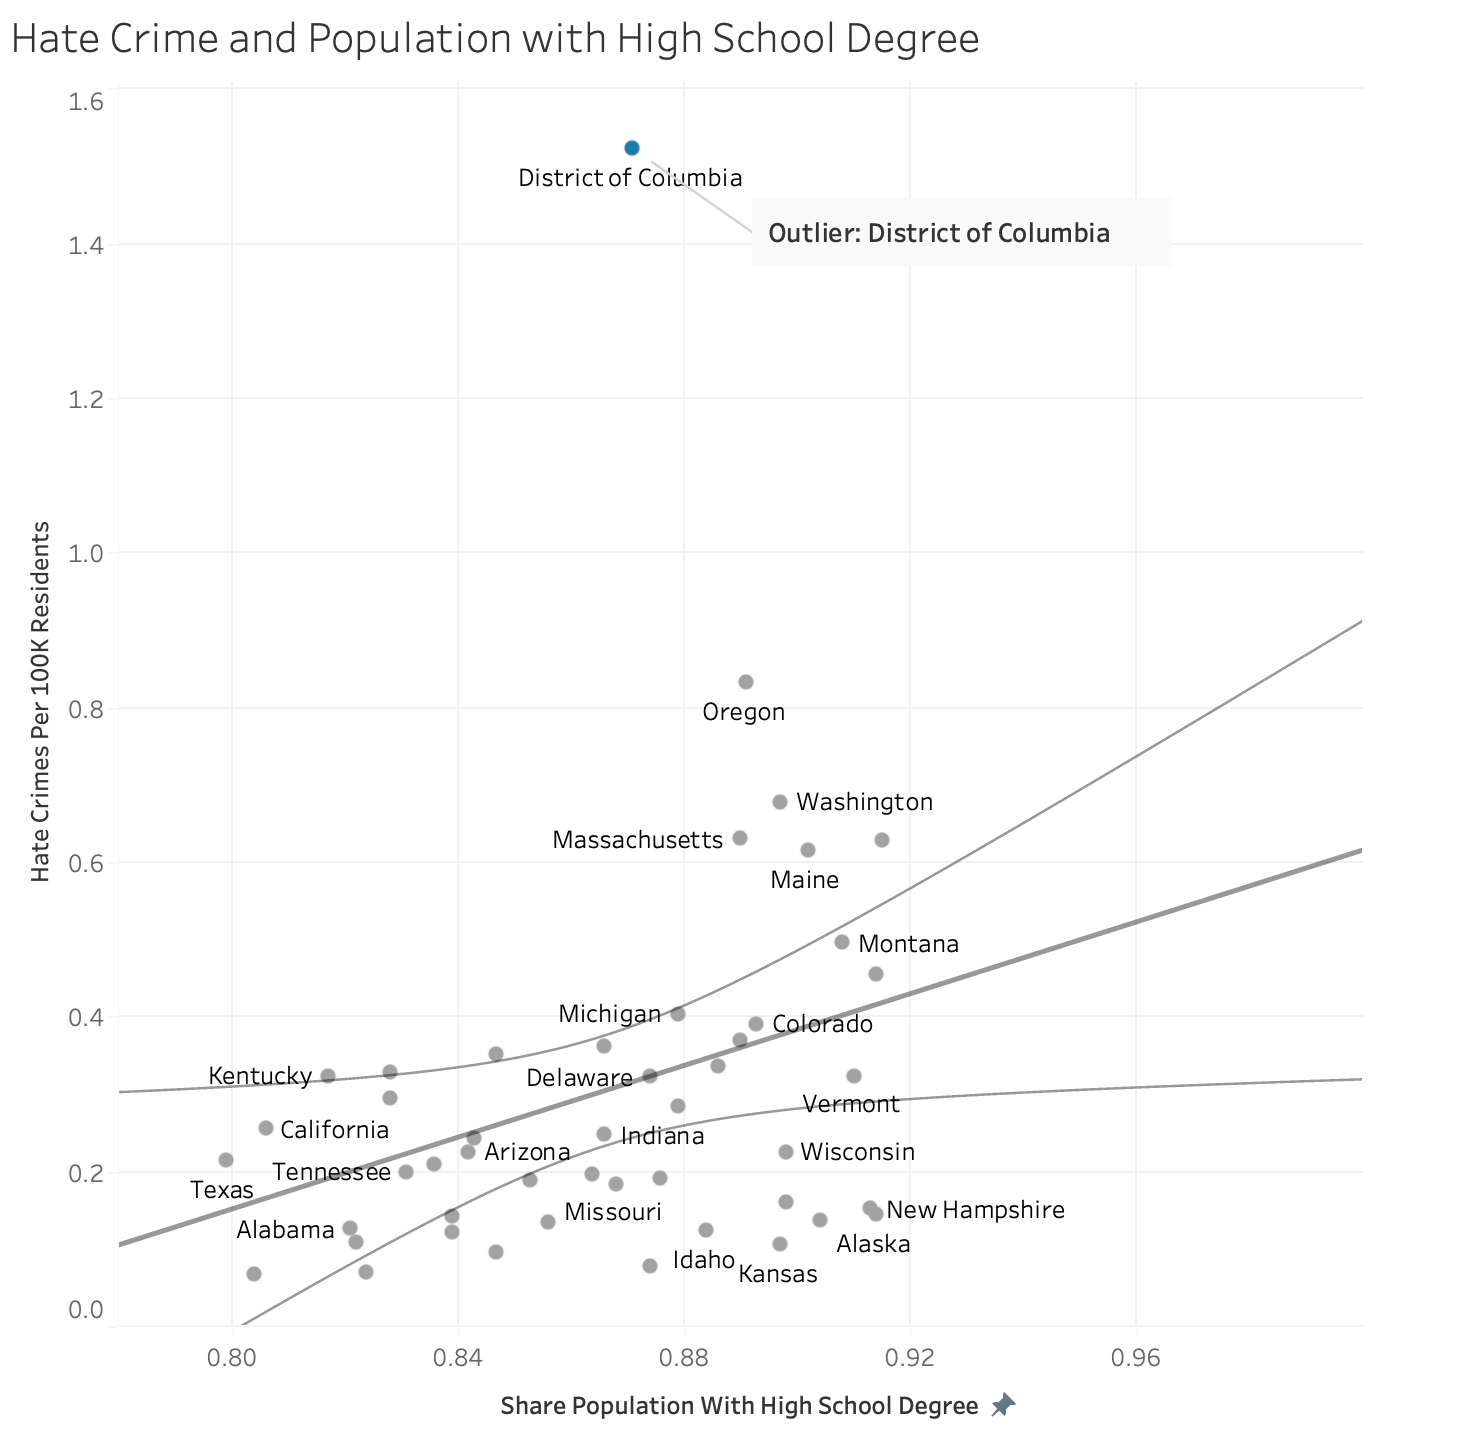 Hate Crime and Population with High School Degree
1.6
District of Columbia
Outlier: District of Columbia
1.4
1.2
1.0
Hate Crimes Per 100K Residents
0.8
Oregon
Washington
Massachusetts
0.6
Maine
Montana
0.4
Michigan
Colorado
Kentucky
Delaware
Vermont
California
Indiana
Arizona
Wisconsin
0.2
Tennessee
Texas
Missouri
New Hampshire
Alabama
Alaska
Idaho
Kansas
0.0
0.80 0.84 0.88 0.92 0.96
Share Population With High School Degree